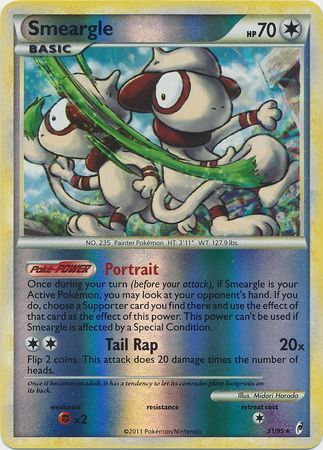 Smeargle HP 70
BASIC
NO. 235 Painter Pokémon HT: 3'11" WT: 127.9 lbs.
Poké-POWER Portrait
Once during your turn (before your attack), if Smeargle is your
Active Pokémon, you may look at your opponent's hand. If you
do, choose a Supporter card you find there and use the effect of
that card as the effect of this power. This power can't be used if
Smeargle is affected by a Special Condition.
Tail Rap 20x
Flip 2 coins. This attack does 20 damage times the number of
heads.
Once it becomes adult, it has a tendency to let its comrades plant footprints on
its back.
Illus. Midori Harada
weakness resistance retreat cost
x2
©2011 Pokémon/Nintendo 21/95 ★